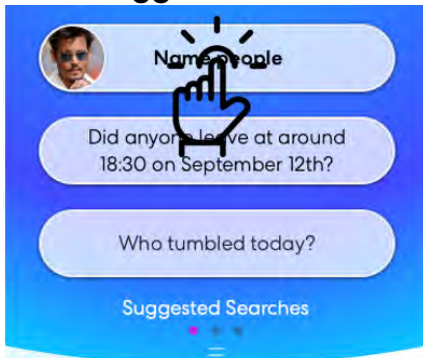 Name people
Did anyone leave at around
18:30 on September 12th?
Who tumbled today?
Suggested Searches